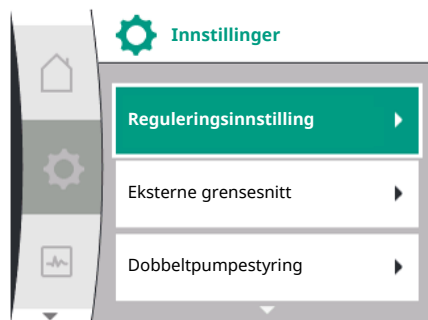 Innstillinger
Reguleringsinnstilling
Eksterne grensesnitt
Dobbeltpumpestyring